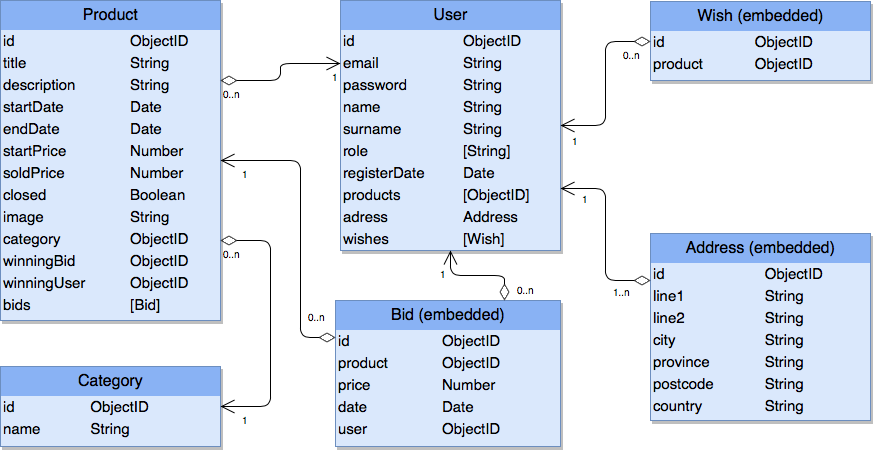 Product
id ObjectID
title String
description String
startDate Date
endDate Date
startPrice Number
soldPrice Number
closed Boolean
image String
category ObjectID
winningBid ObjectID
winningUser ObjectID
bids [Bid]
0..n
1
1
0..n
User
id ObjectID
email String
password String
name String
surname String
role [String]
registerDate Date
products [ObjectID]
adress Address
wishes [Wish]
Wish (embedded)
id ObjectID
product ObjectID
0..n
1
1
Address (embedded)
id ObjectID
line1 String
line2 String
city String
province String
postcode String
country String
1..n
1
0..n
0..n
Bid (embedded)
id ObjectID
product ObjectID
price Number
date Date
user ObjectID
Category
id ObjectID
name String
1